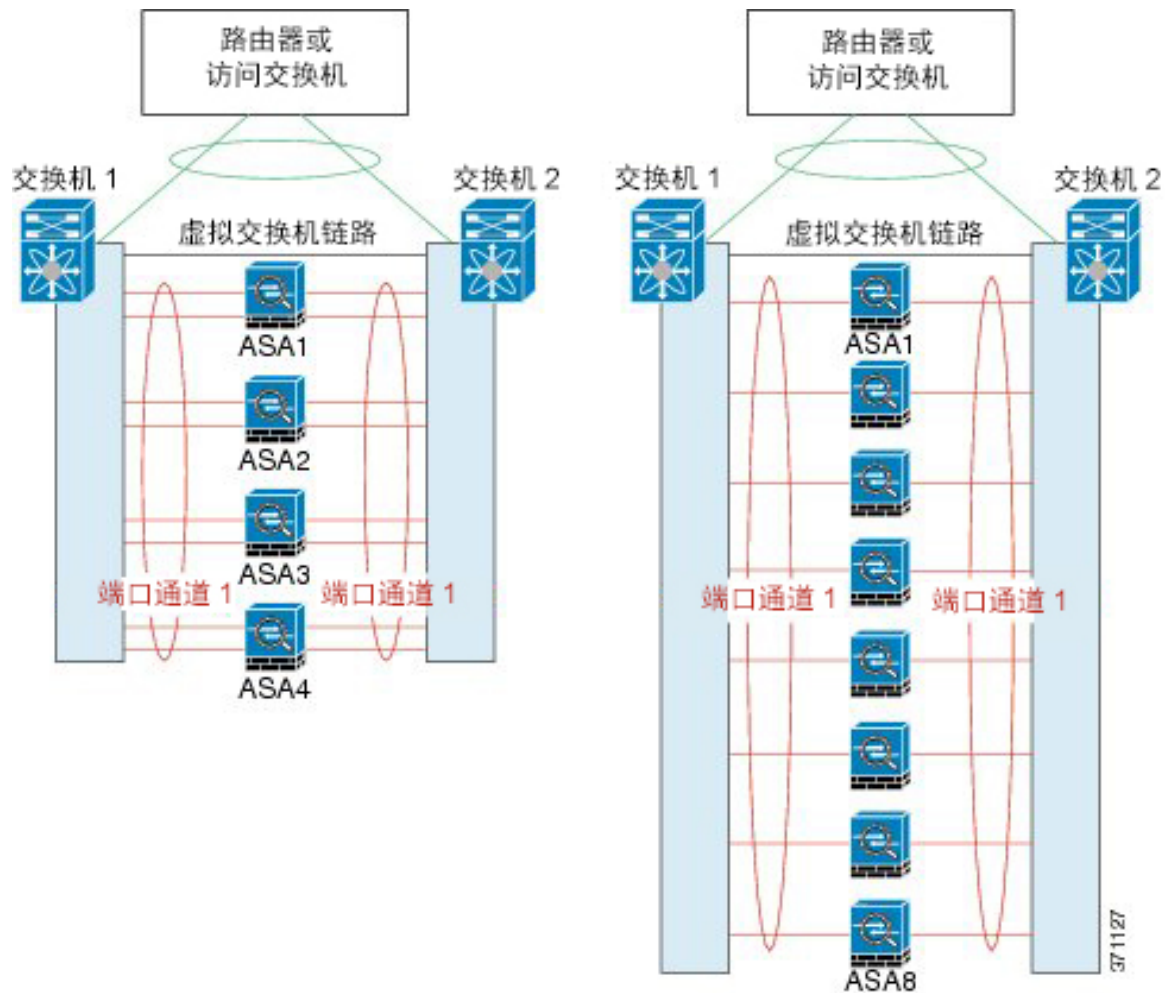 路由器或
访问交换机
交换机 1
交换机 2
虚拟交换机链路
ASA1
ASA2
ASA3
端口通道 1
端口通道 1
ASA4
路由器或
访问交换机
交换机 1
交换机 2
虚拟交换机链路
ASA1
端口通道 1
端口通道 1
ASA8
371127